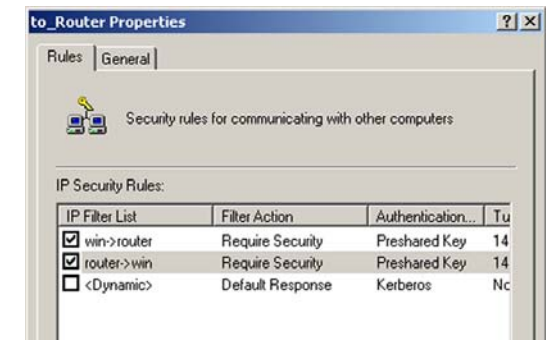 to_Router Properties
Rules General
Security rules for communicating with other computers
IP Security Rules:
IP Filter List Filter Action Authentication... Tu
win->router Require Security Preshared Key 14
router->win Require Security Preshared Key 14
<Dynamic> Default Response Kerberos Nc